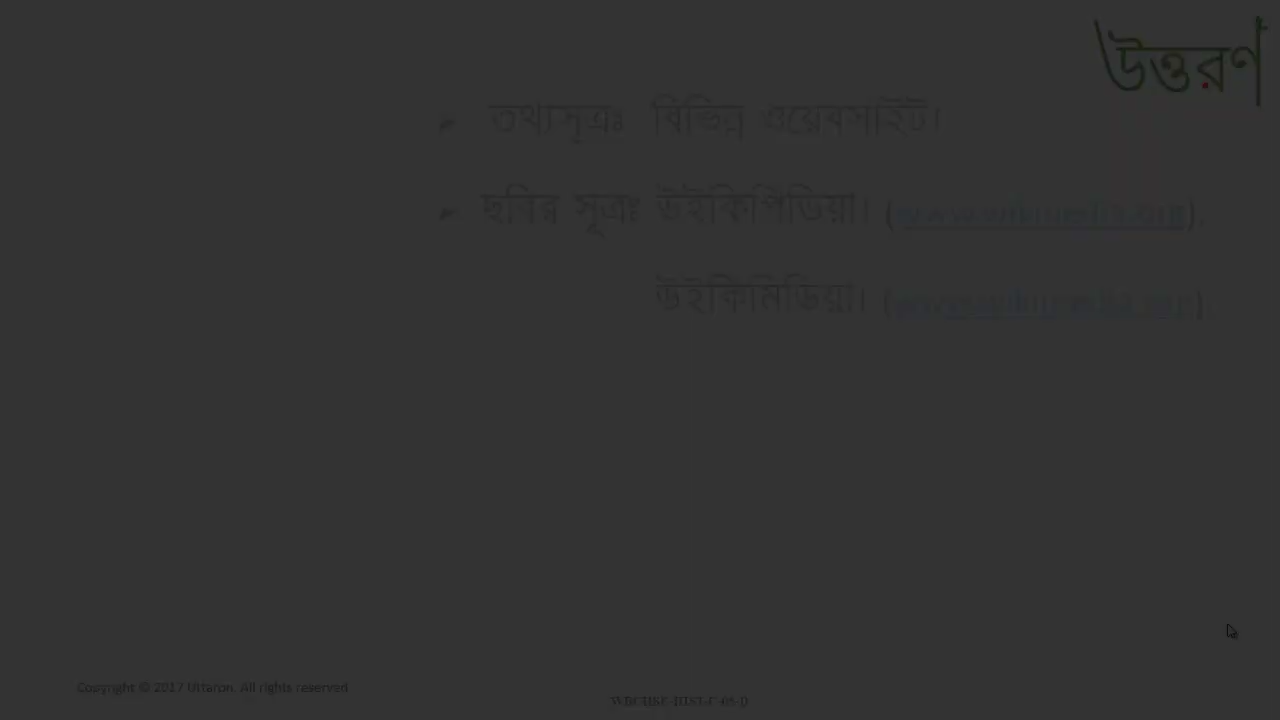 উত্তরণ
তথ্যসূত্রঃ বিভিন্ন ওয়েবসাইট।
ছবির সূত্রঃ উইকিপিডিয়া।
উইকিমিডিয়া।
Copyright © 2017 Uttaron. All rights reserved